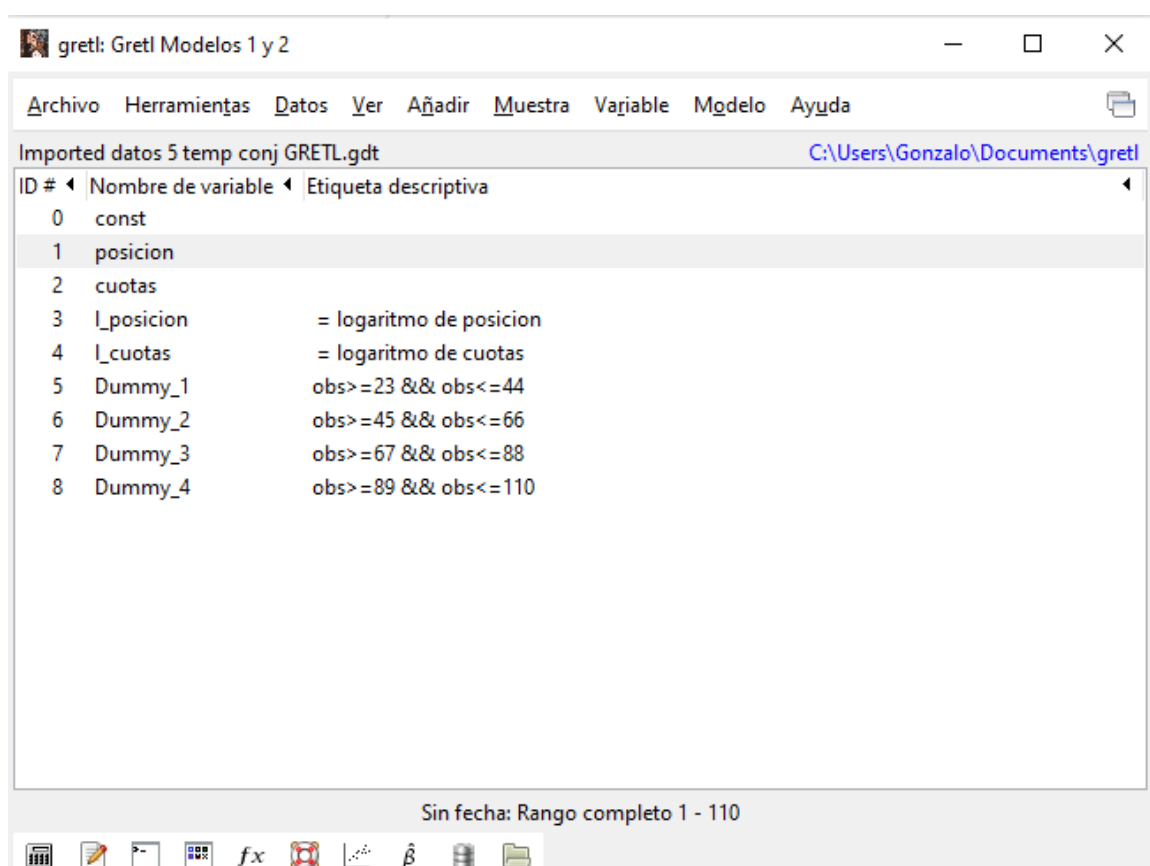 gretl: Gretl Modelos 1 y 2
Archivo Herramientas Datos Ver Añadir Muestra Variable Modelo Ayuda
Imported datos 5 temp conj GRETL.gdt C:\Users\Gonzalo\Documents\gretl
ID # Nombre de variable Etiqueta descriptiva
0 const
1 posicion
2 cuotas
3 l_posicion = logaritmo de posicion
4 l_cuotas = logaritmo de cuotas
5 Dummy_1 obs>=23 && obs<=44
6 Dummy_2 obs>=45 && obs<=66
7 Dummy_3 obs>=67 && obs<=88
8 Dummy_4 obs>=89 && obs<=110
Sin fecha: Rango completo 1 - 110
fx β̂